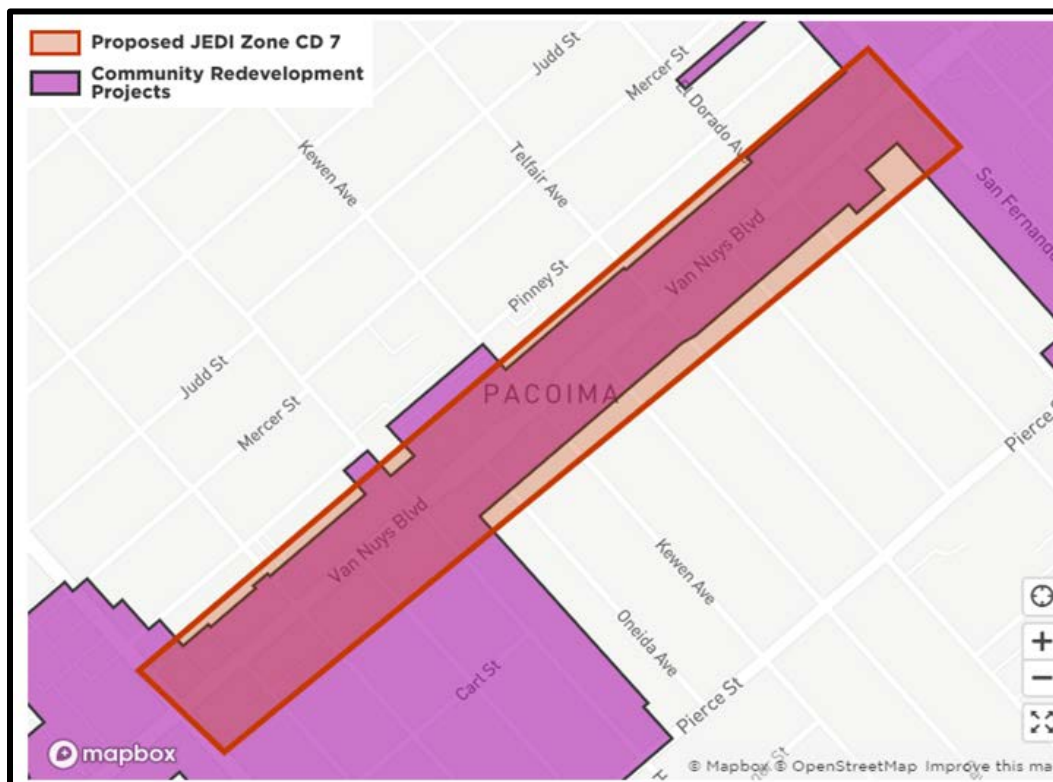 Proposed JEDI Zone CD 7
Community Redevelopment
Projects
Judd St
Mercer St
El Dorado Av
Kewen Ave
Telfair Ave
San Fernando
Van Nuys Blvd
Pinney St
Judd St
PACOIMA
Mercer St
Pierce S
Van Nuys Blvd
Kewen Ave
Oneida Ave
Carl St
Pierce St
mapbox
© Mapbox © OpenStreetMap Improve this ma